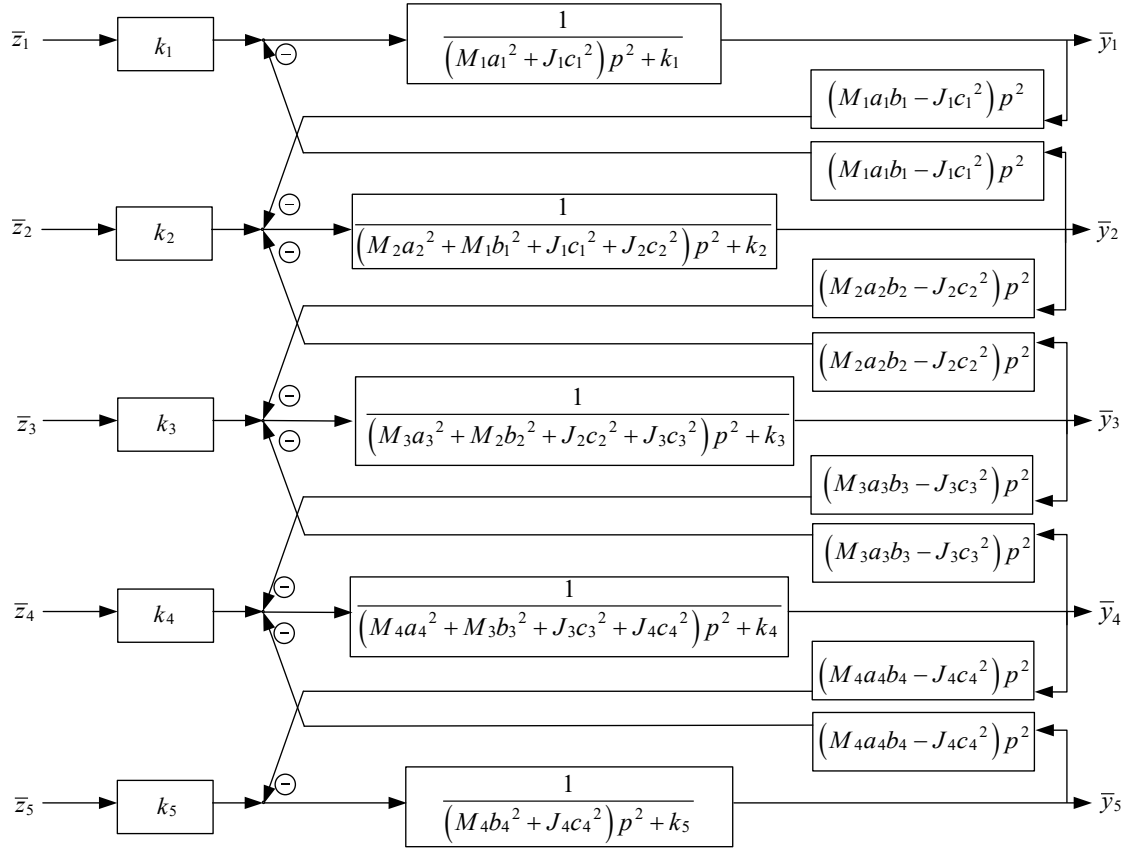 z̄₁ k₁ ⊖ 1 / ((M₁a₁² + J₁c₁²) p² + k₁) ȳ₁
(M₁a₁b₁ − J₁c₁²) p²
(M₁a₁b₁ − J₁c₁²) p²
z̄₂ k₂ ⊖ ⊖ 1 / ((M₂a₂² + M₁b₁² + J₁c₁² + J₂c₂²) p² + k₂) ȳ₂
(M₂a₂b₂ − J₂c₂²) p²
(M₂a₂b₂ − J₂c₂²) p²
z̄₃ k₃ ⊖ ⊖ 1 / ((M₃a₃² + M₂b₂² + J₂c₂² + J₃c₃²) p² + k₃) ȳ₃
(M₃a₃b₃ − J₃c₃²) p²
(M₃a₃b₃ − J₃c₃²) p²
z̄₄ k₄ ⊖ ⊖ 1 / ((M₄a₄² + M₃b₃² + J₃c₃² + J₄c₄²) p² + k₄) ȳ₄
(M₄a₄b₄ − J₄c₄²) p²
(M₄a₄b₄ − J₄c₄²) p²
z̄₅ k₅ ⊖ 1 / ((M₄b₄² + J₄c₄²) p² + k₅) ȳ₅